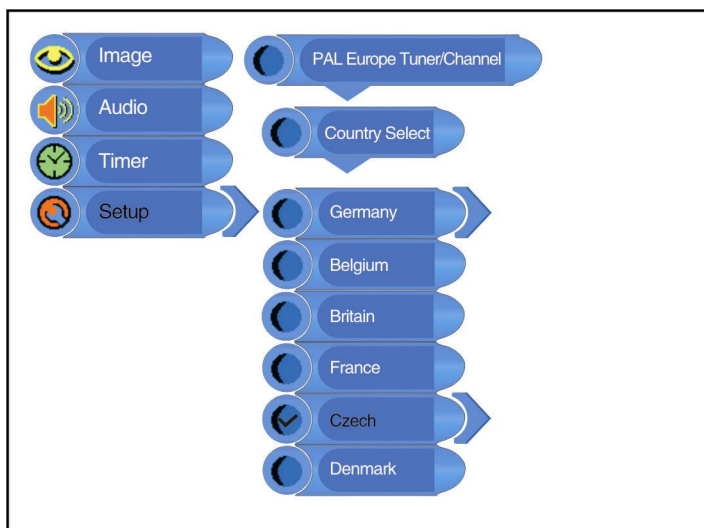 Image
Audio
Timer
Setup
PAL Europe Tuner/Channel
Country Select
Germany
Belgium
Britain
France
Czech
Denmark